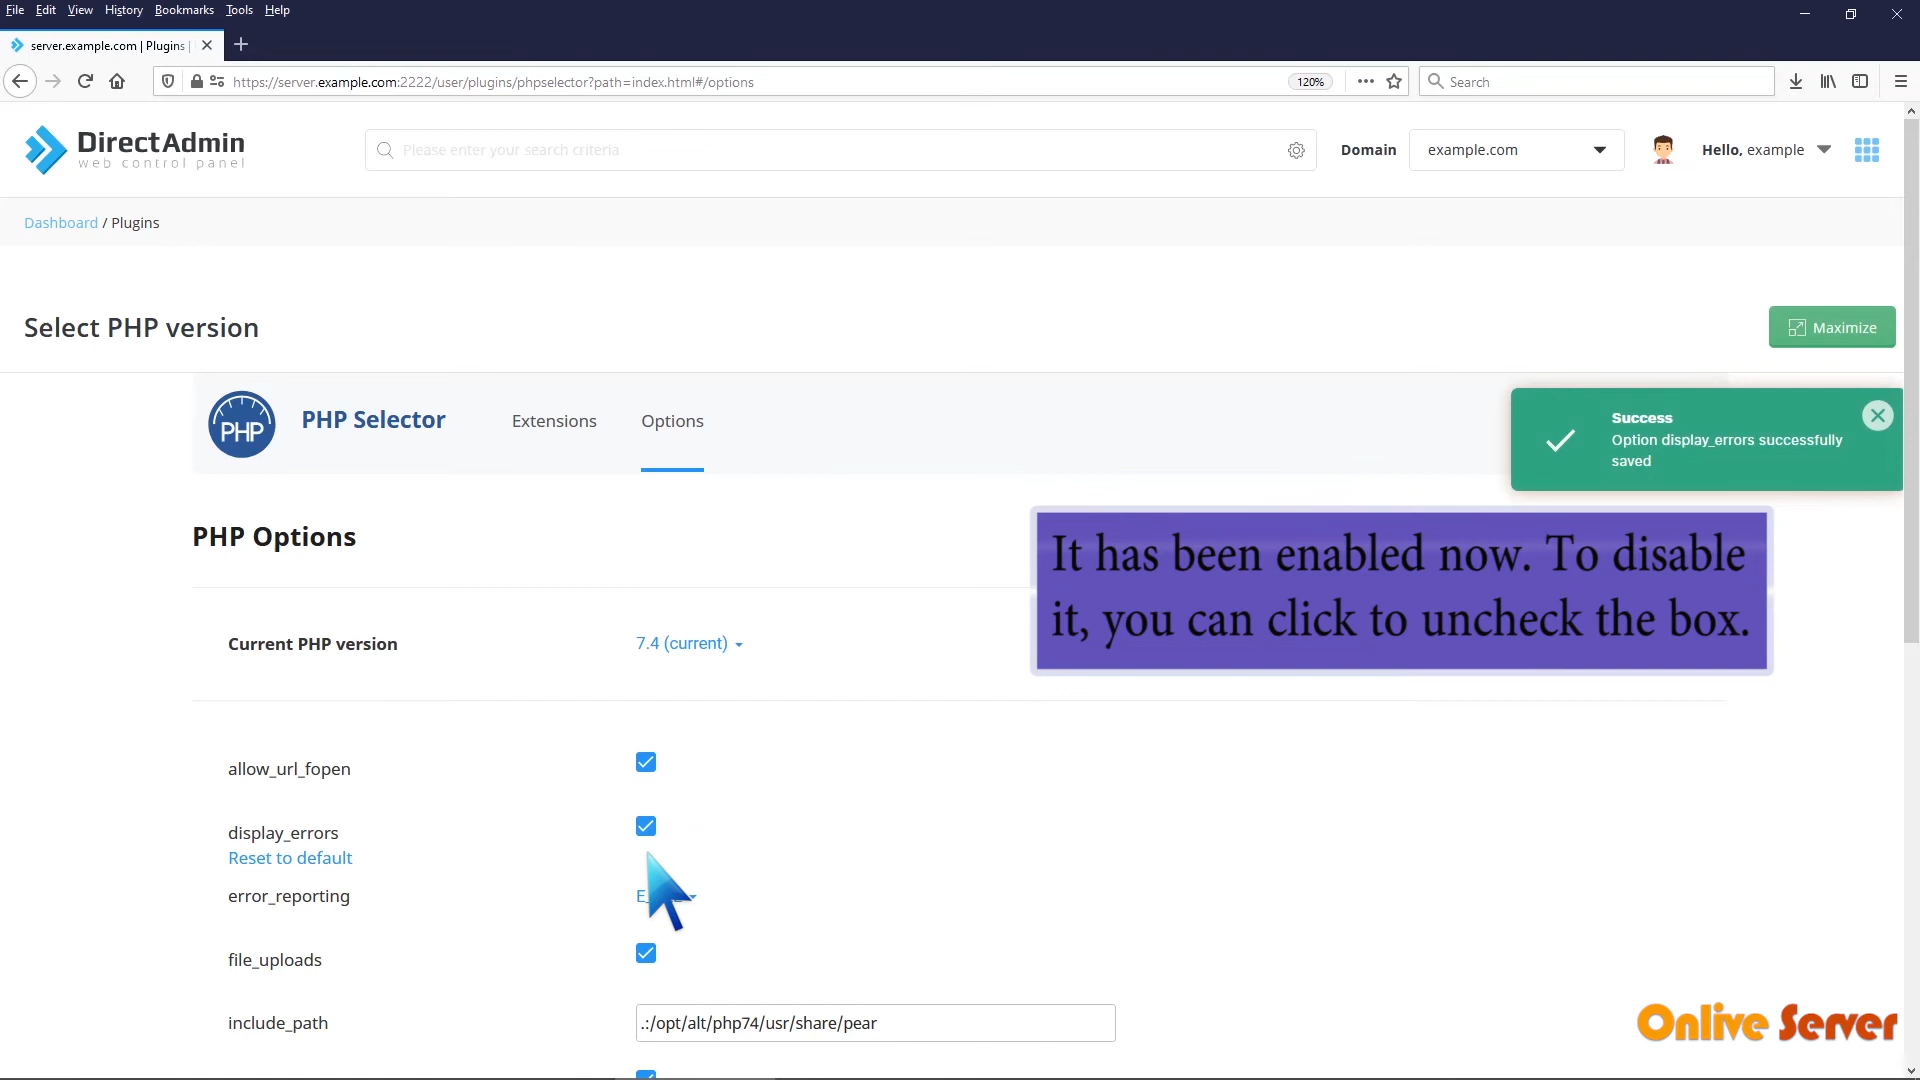 File Edit View History Bookmarks Tools Help
server.example.com | Plugins |
https://server.example.com:2222/user/plugins/phpselector?path=index.html#/options
120%
Search
DirectAdmin
web control panel
Please enter your search criteria
Domain
example.com
Hello, example
Dashboard / Plugins
Select PHP version
Maximize
PHP
PHP Selector
Extensions
Options
Success
Option display_errors successfully
saved
PHP Options
It has been enabled now. To disable
it, you can click to uncheck the box.
Current PHP version
7.4 (current)
allow_url_fopen
display_errors
Reset to default
error_reporting
file_uploads
include_path
.:/opt/alt/php74/usr/share/pear
Onlive Server